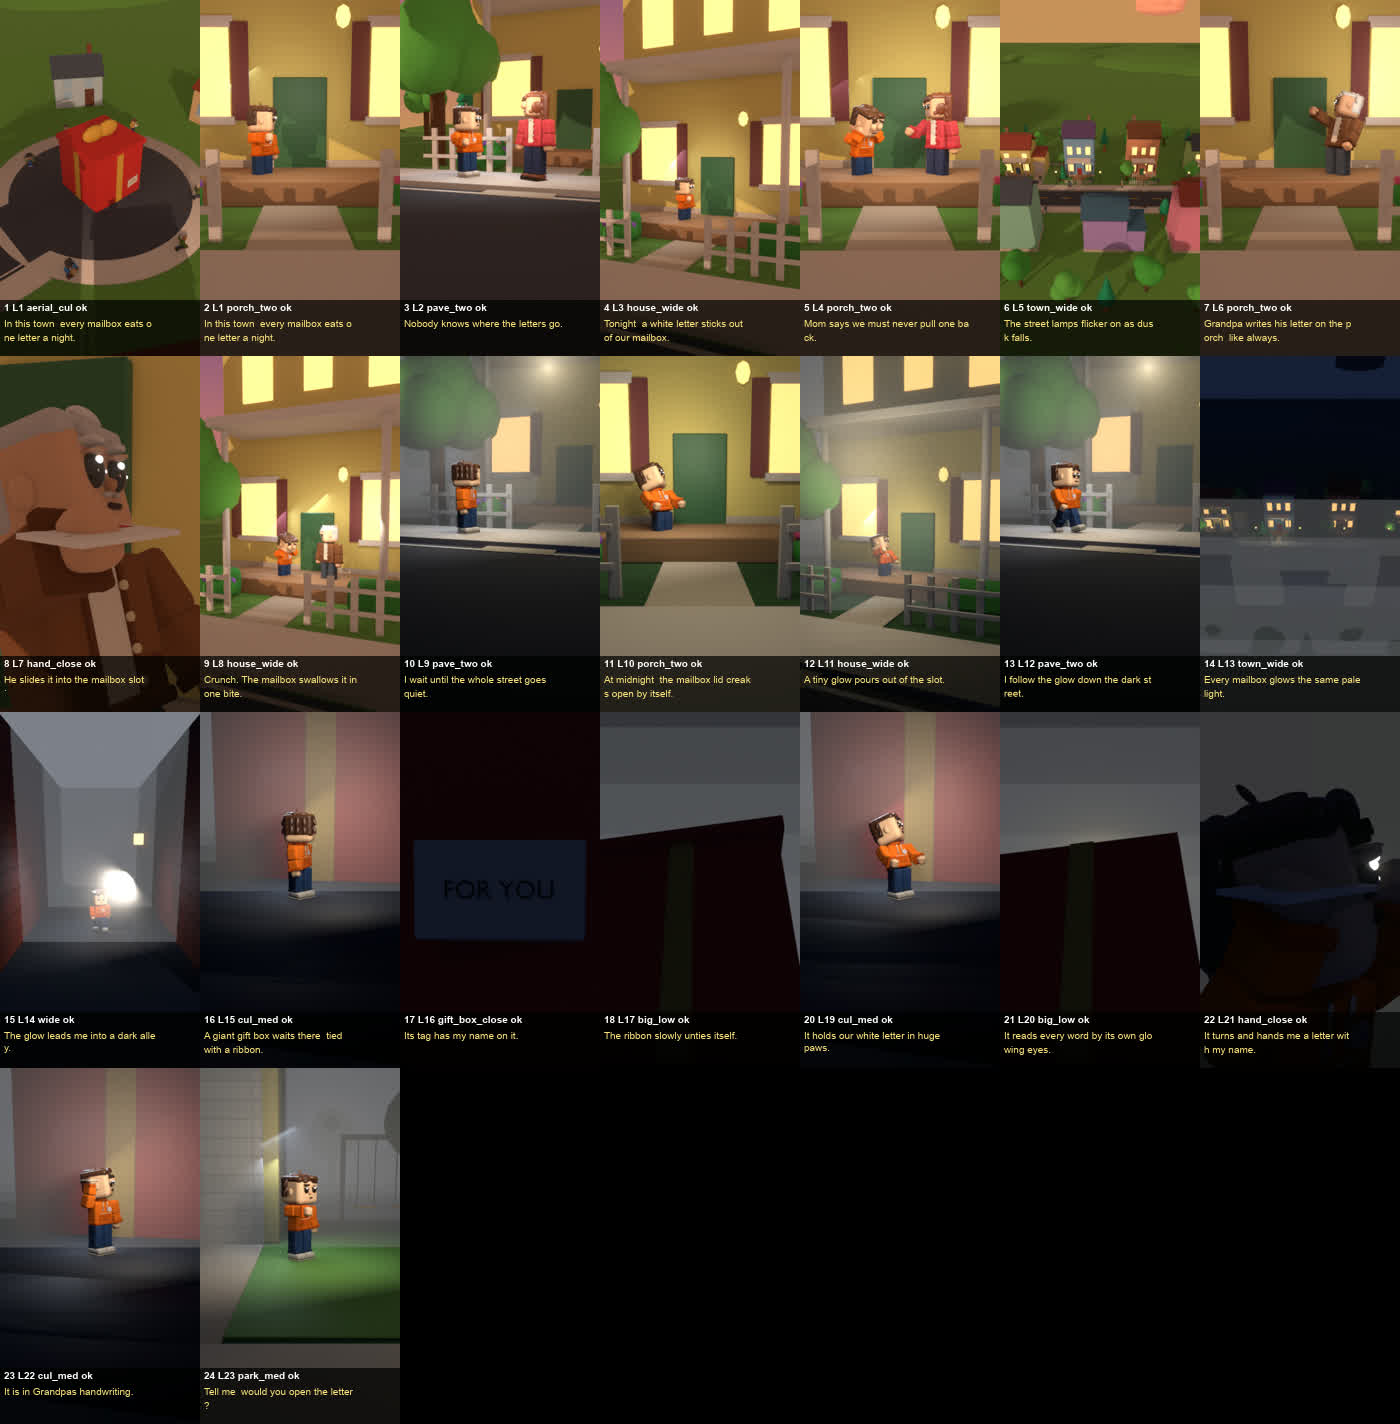 1 L1 aerial_cul ok
In this town  every mailbox eats o
ne letter a night.
2 L1 porch_two ok
In this town  every mailbox eats o
ne letter a night.
3 L2 pave_two ok
Nobody knows where the letters go.
4 L3 house_wide ok
Tonight  a white letter sticks out
of our mailbox.
5 L4 porch_two ok
Mom says we must never pull one ba
ck.
6 L5 town_wide ok
The street lamps flicker on as dus
k falls.
7 L6 porch_two ok
Grandpa writes his letter on the p
orch  like always.
8 L7 hand_close ok
He slides it into the mailbox slot
.
9 L8 house_wide ok
Crunch. The mailbox swallows it in
one bite.
10 L9 pave_two ok
I wait until the whole street goes
quiet.
11 L10 porch_two ok
At midnight  the mailbox lid creak
s open by itself.
12 L11 house_wide ok
A tiny glow pours out of the slot.
13 L12 pave_two ok
I follow the glow down the dark st
reet.
14 L13 town_wide ok
Every mailbox glows the same pale
light.
15 L14 wide ok
The glow leads me into a dark alle
y.
16 L15 cul_med ok
A giant gift box waits there  tied
with a ribbon.
FOR YOU
17 L16 gift_box_close ok
Its tag has my name on it.
18 L17 big_low ok
The ribbon slowly unties itself.
20 L19 cul_med ok
It holds our white letter in huge
paws.
21 L20 big_low ok
It reads every word by its own glo
wing eyes.
22 L21 hand_close ok
It turns and hands me a letter wit
h my name.
23 L22 cul_med ok
It is in Grandpas handwriting.
24 L23 park_med ok
Tell me  would you open the letter
?